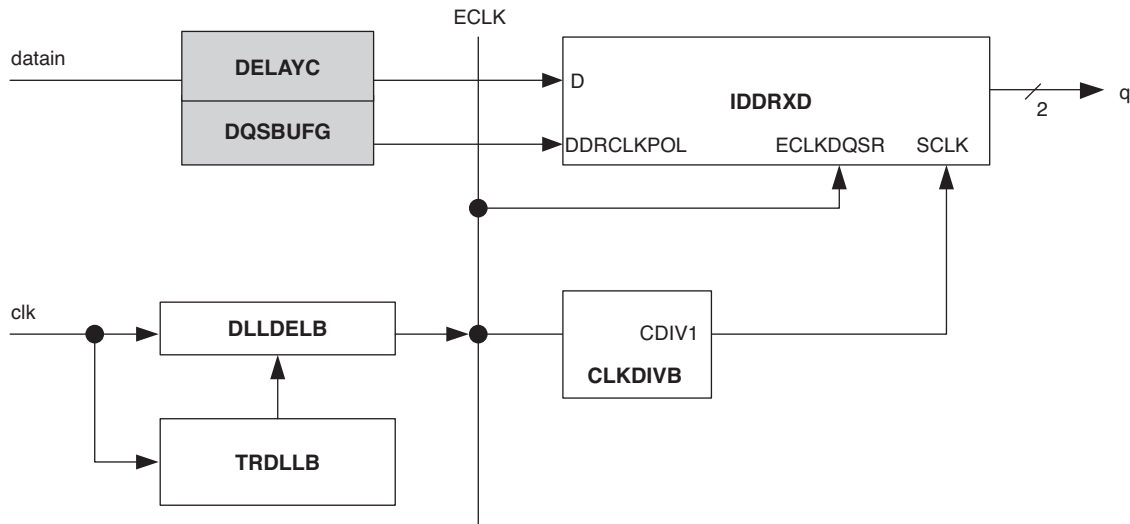 ECLK
datain
DELAYC
D
IDDRXD
q
2
DQSBUFG
DDRCLKPOL
ECLKDQSR
SCLK
clk
DLLDELB
CDIV1
CLKDIVB
TRDLLB